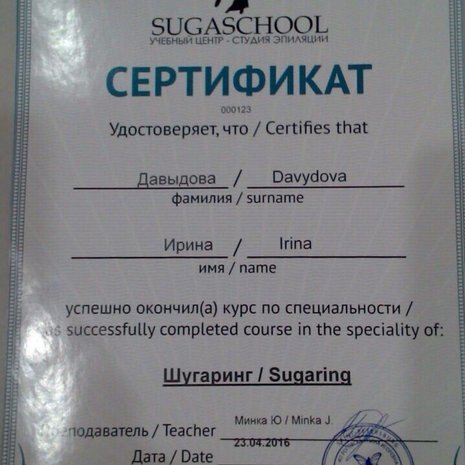 SUGASCHOOL
УЧЕБНЫЙ ЦЕНТР - СТУДИЯ ЭПИЛЯЦИИ
СЕРТИФИКАТ
000123
Удостоверяет, что / Certifies that
Давыдова / Davydova
фамилия / surname
Ирина / Irina
имя / name
успешно окончил(а) курс по специальности /
as successfully completed course in the speciality of:
Шугаринг / Sugaring
Преподаватель / Teacher Минка Ю / Minka J.
Дата / Date 23.04.2016